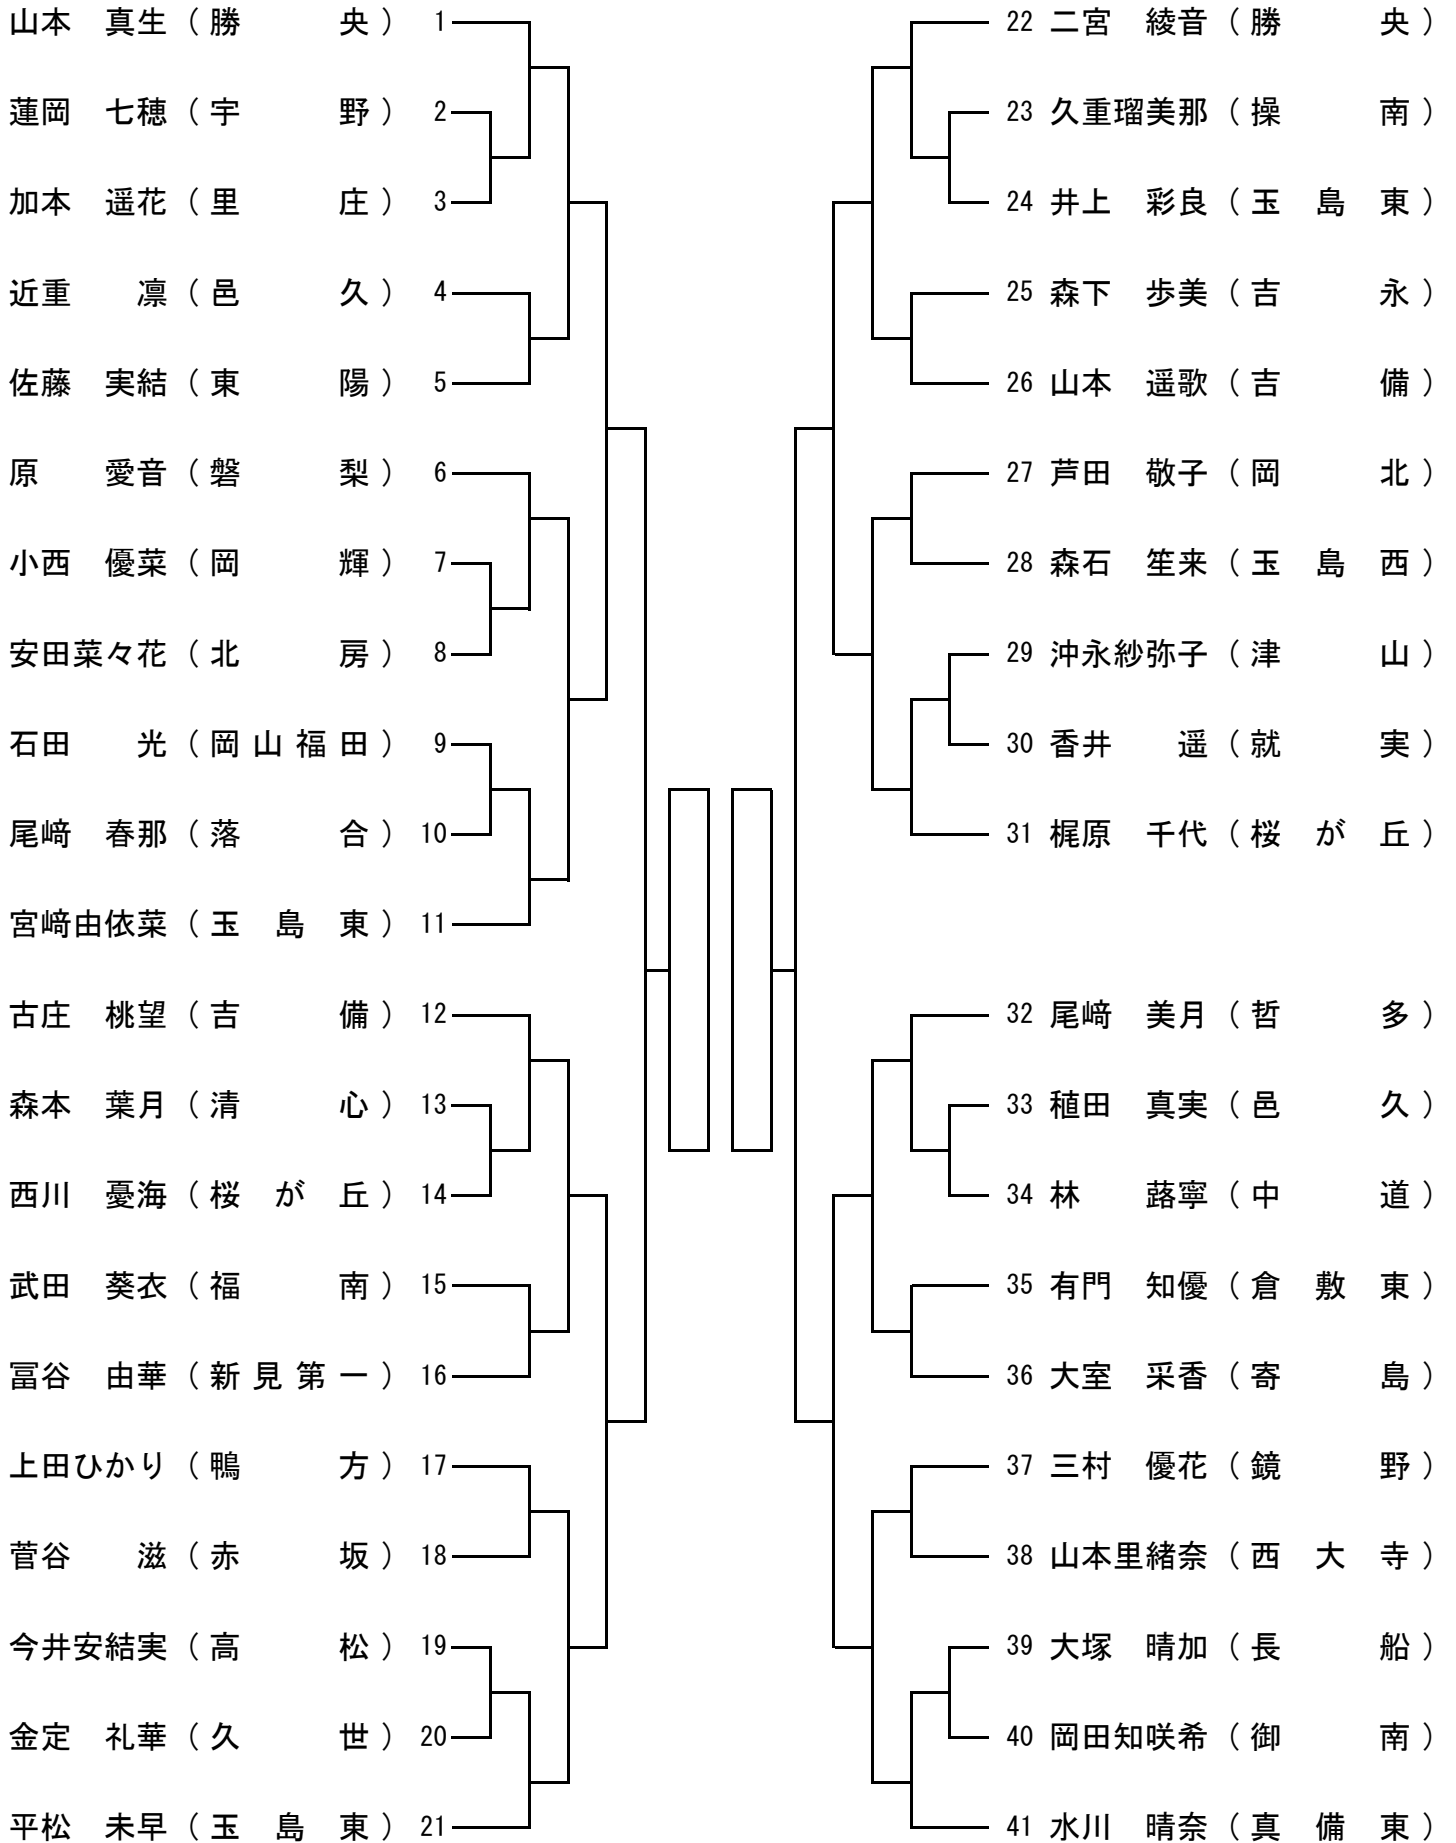 山本　真生（勝　　央）1
蓮岡　七穂（宇　　野）2
加本　遥花（里　　庄）3
近重　　凛（邑　　久）4
佐藤　実結（東　　陽）5
原　　愛音（磐　　梨）6
小西　優菜（岡　　輝）7
安田菜々花（北　　房）8
石田　　光（岡山福田）9
尾﨑　春那（落　　合）10
宮﨑由依菜（玉　島　東）11
古庄　桃望（吉　　備）12
森本　葉月（清　　心）13
西川　憂海（桜　が　丘）14
武田　葵衣（福　　南）15
冨谷　由華（新見第一）16
上田ひかり（鴨　　方）17
菅谷　　滋（赤　　坂）18
今井安結実（高　　松）19
金定　礼華（久　　世）20
平松　未早（玉　島　東）21
22 二宮　綾音（勝　　央）
23 久重瑠美那（操　　南）
24 井上　彩良（玉　島　東）
25 森下　歩美（吉　　永）
26 山本　遥歌（吉　　備）
27 芦田　敬子（岡　　北）
28 森石　笙来（玉　島　西）
29 沖永紗弥子（津　　山）
30 香井　　遥（就　　実）
31 梶原　千代（桜　が　丘）
32 尾﨑　美月（哲　　多）
33 稙田　真実（邑　　久）
34 林　　蕗寧（中　　道）
35 有門　知優（倉　敷　東）
36 大室　采香（寄　　島）
37 三村　優花（鏡　　野）
38 山本里緒奈（西　大　寺）
39 大塚　晴加（長　　船）
40 岡田知咲希（御　　南）
41 水川　晴奈（真　備　東）